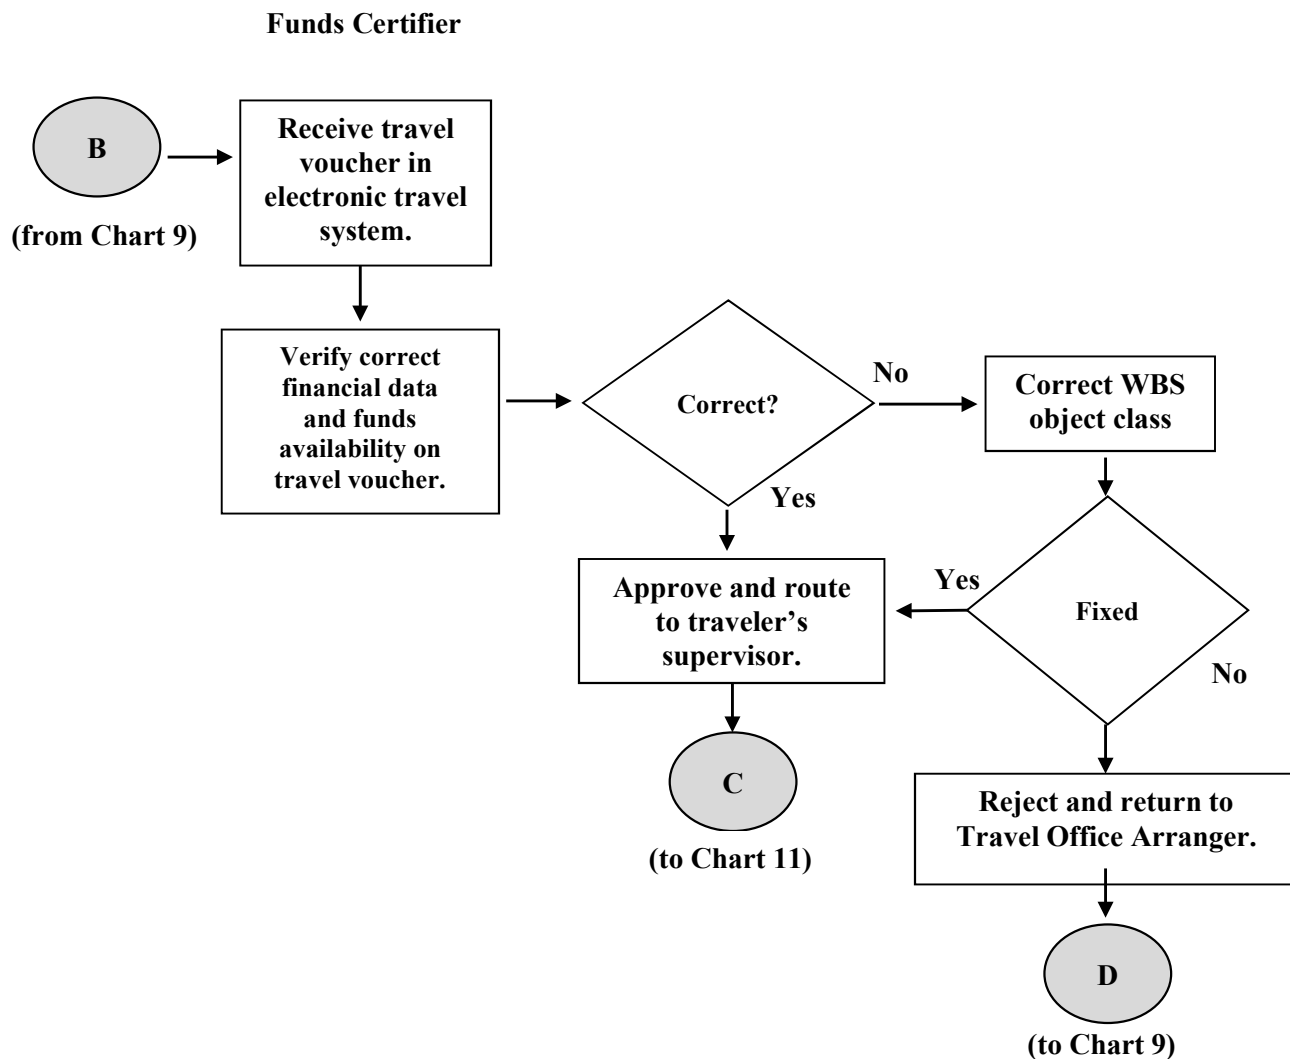 Funds Certifier
B
(from Chart 9)
Receive travel
voucher in
electronic travel
system.
Verify correct
financial data
and funds
availability on
travel voucher.
Correct?
No
Correct WBS
object class
Yes
Approve and route
to traveler’s
supervisor.
Yes
Fixed
No
C
(to Chart 11)
Reject and return to
Travel Office Arranger.
D
(to Chart 9)